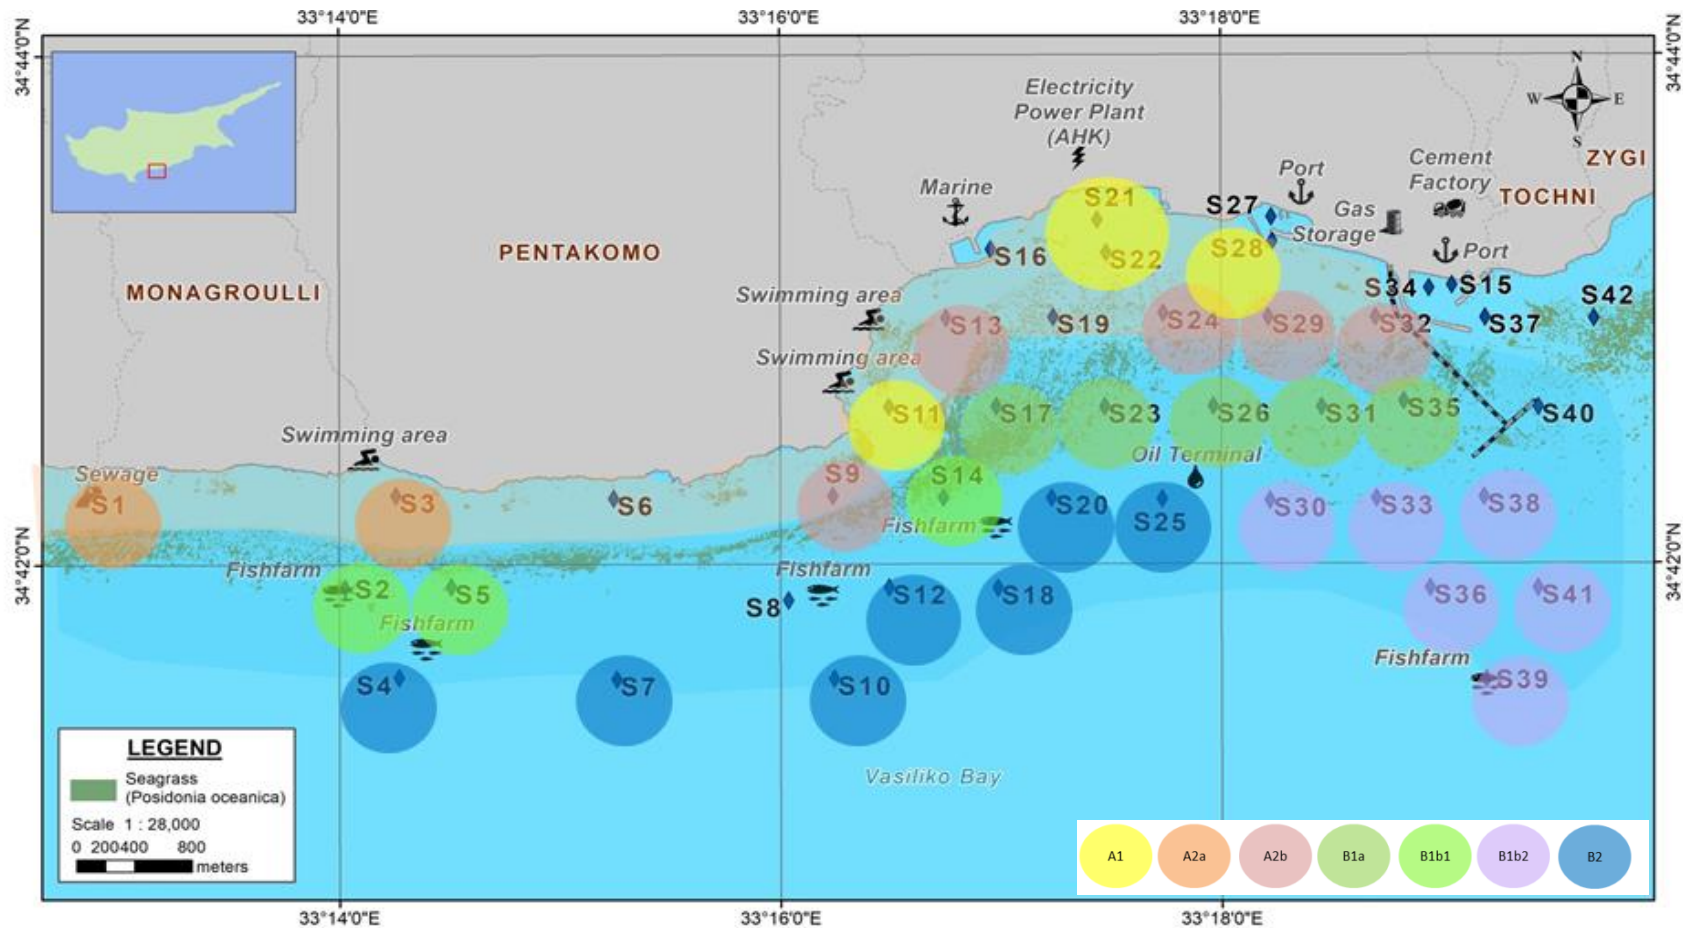 33°14'0"E
33°16'0"E
33°18'0"E
34°44'0"N
34°44'0"N
N
W
E
S
Electricity
Power Plant
(AHK)
ZYGI
Port
Cement
Factory
Marine
S21
TOCHNI
S27
Gas
Storage
PENTAKOMO
S16
S22
S28
Port
MONAGROULLI
Swimming area
S34
S15
S42
S13
S19
S24
S29
S32
S37
Swimming area
S11
S17
S23
S26
S31
S35
S40
Swimming area
Oil Terminal
Sewage
S9
S14
S1
S3
S6
S20
S25
S30
S33
S38
Fishfarm
34°42'0"N
34°42'0"N
Fishfarm
S2
S5
Fishfarm
S8
S12
S18
S36
S41
Fishfarm
Fishfarm
S4
S7
S10
S39
LEGEND
Seagrass
(Posidonia oceanica)
Scale 1 : 28,000
0 200400 800
meters
Vasiliko Bay
A1
A2a
A2b
B1a
B1b1
B1b2
B2
33°14'0"E
33°16'0"E
33°18'0"E